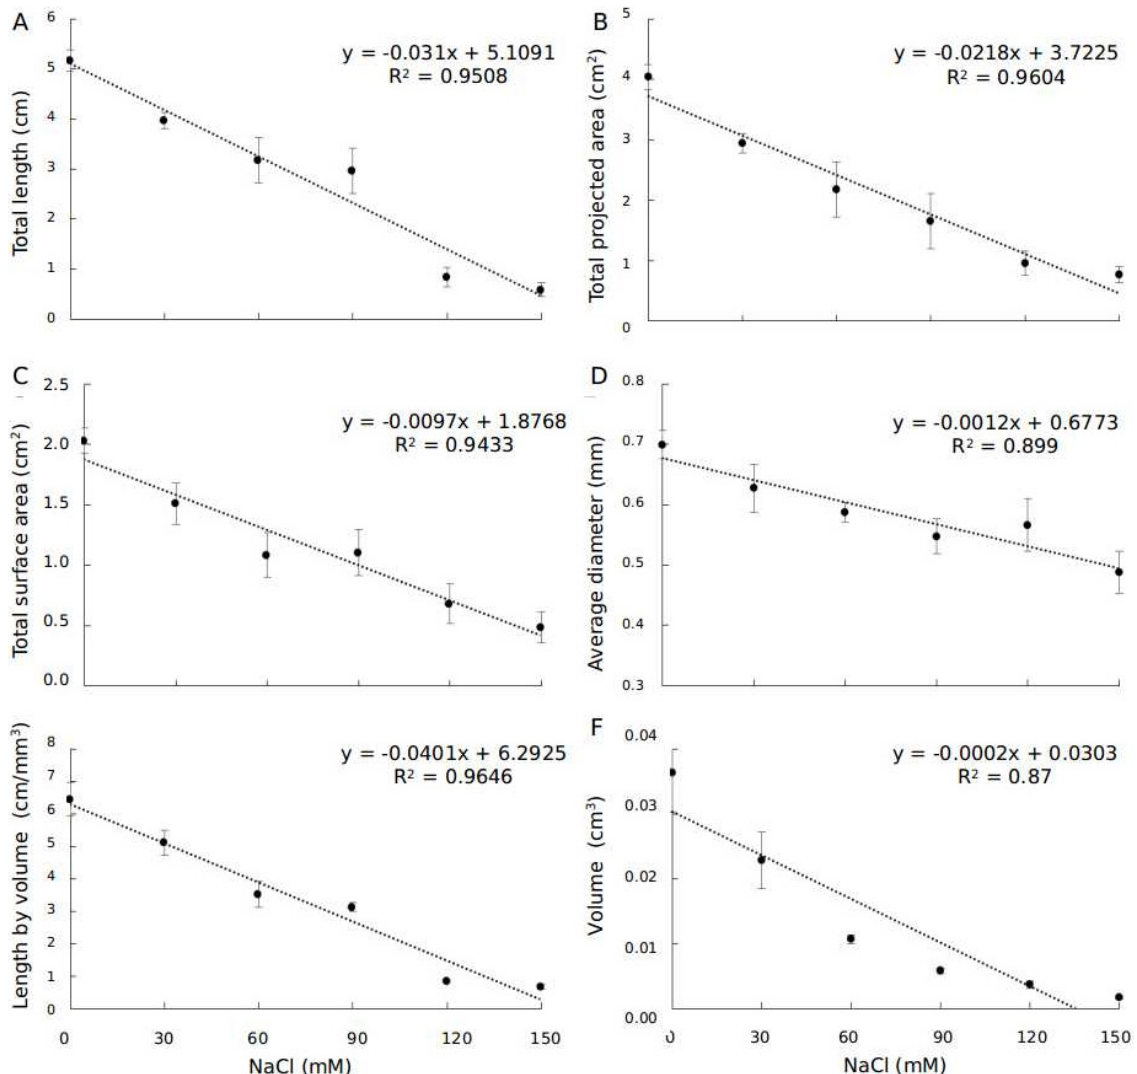 A
6
5
4
3
2
1
0
Total length (cm)
y = -0.031x + 5.1091
R² = 0.9508
B
5
4
3
2
1
0
Total projected area (cm²)
y = -0.0218x + 3.7225
R² = 0.9604
C
2.5
2.0
1.5
1.0
0.5
0.0
Total surface area (cm²)
y = -0.0097x + 1.8768
R² = 0.9433
D
0.8
0.7
0.6
0.5
0.4
0.3
Average diameter (mm)
y = -0.0012x + 0.6773
R² = 0.899
8
7
6
5
4
3
2
1
0
Length by volume (cm/mm³)
y = -0.0401x + 6.2925
R² = 0.9646
0 30 60 90 120 150
NaCl (mM)
F
0.04
0.03
0.02
0.01
0.00
Volume (cm³)
y = -0.0002x + 0.0303
R² = 0.87
0 30 60 90 120 150
NaCl (mM)